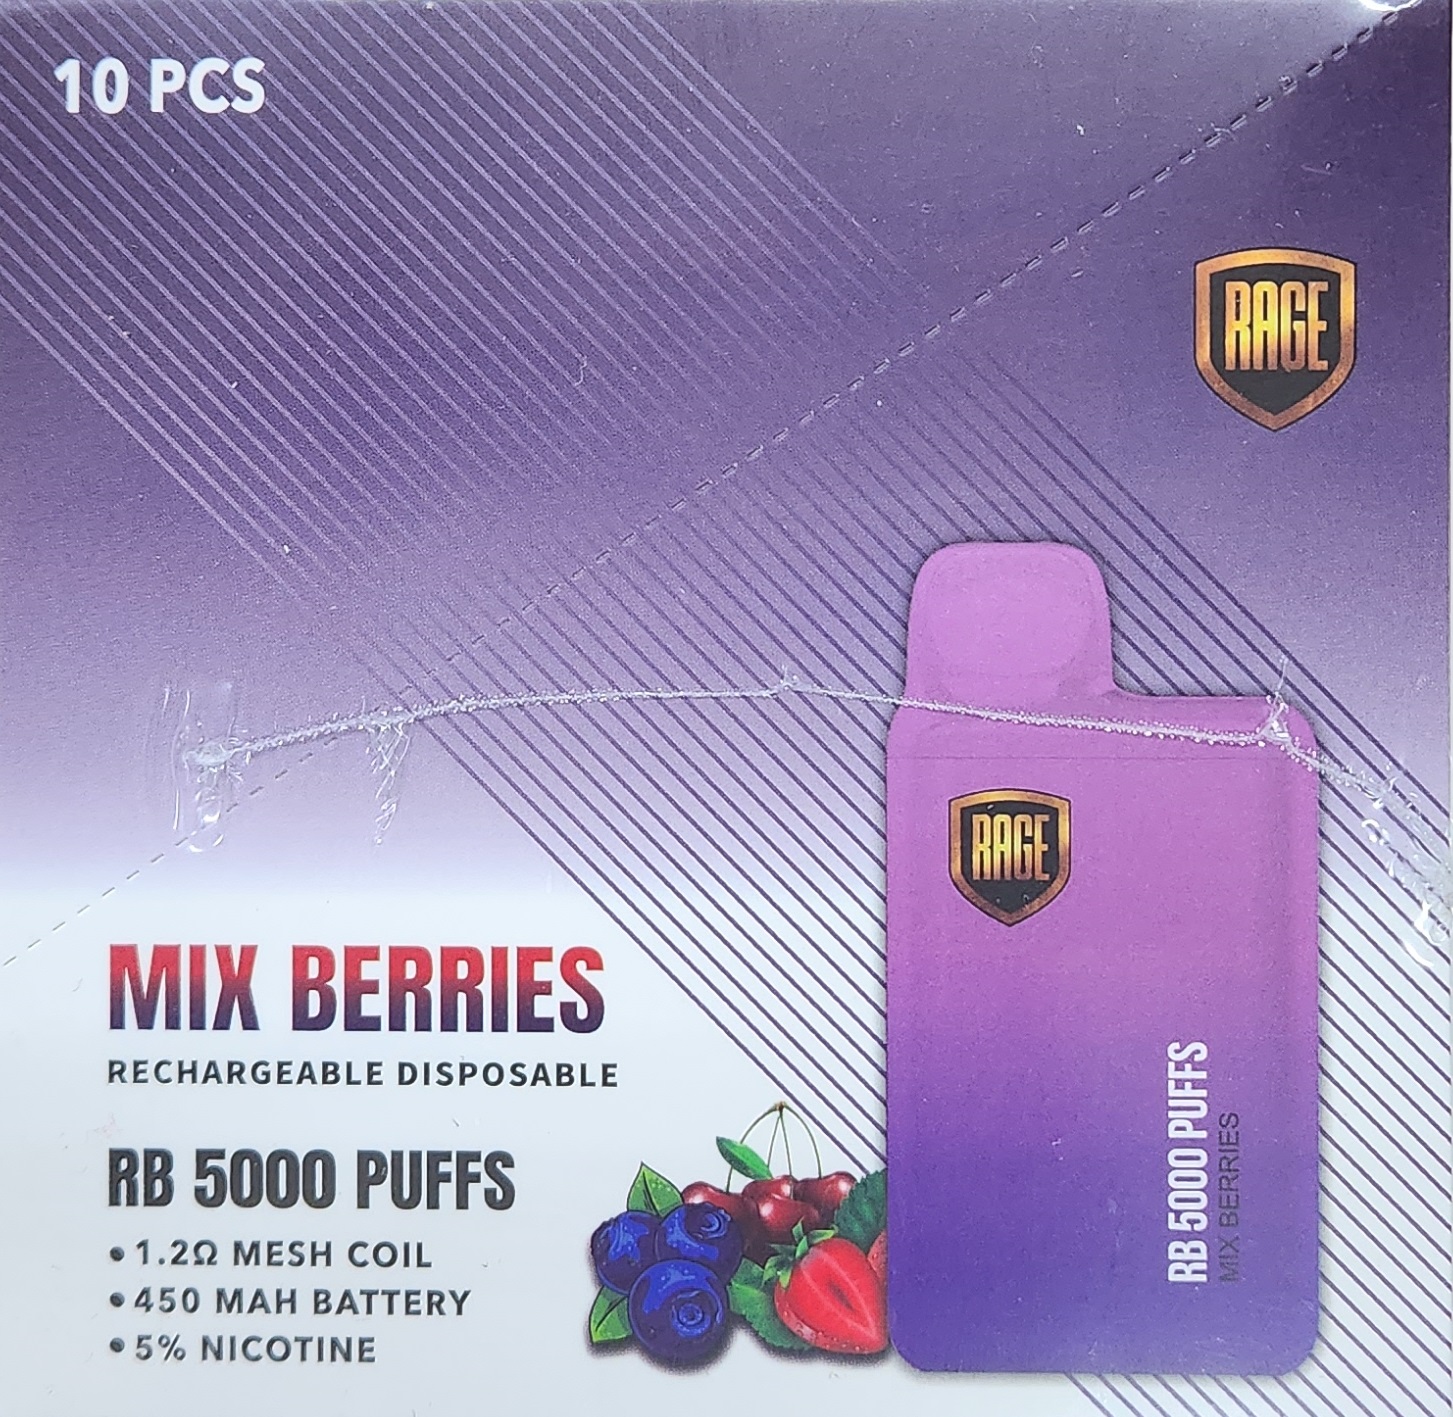 10 PCS
RAGE
RAGE
MIX BERRIES
RECHARGEABLE DISPOSABLE
RB 5000 PUFFS
• 1.2Ω MESH COIL
• 450 MAH BATTERY
• 5% NICOTINE
RB 5000 PUFFS
MIX BERRIES